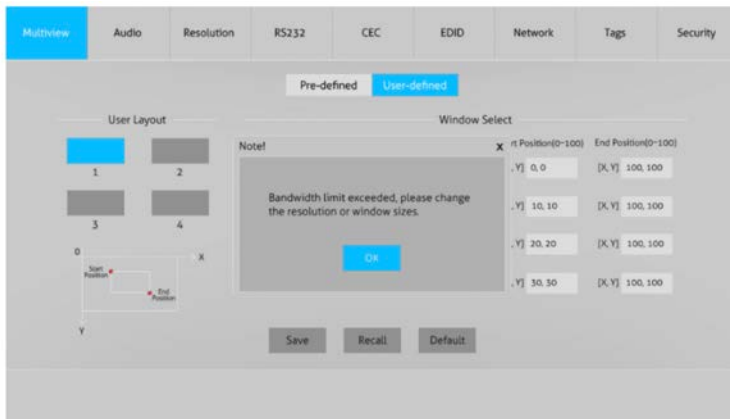 Multiview Audio Resolution RS232 CEC EDID Network Tags Security
Pre-defined User-defined
User Layout Window Select
1 2
3 4
Note! X
Bandwidth limit exceeded, please change
the resolution or window sizes.
OK
rt Position(0~100) End Position(0~100)
, Y] 0, 0 [X, Y] 100, 100
, Y] 10, 10 [X, Y] 100, 100
, Y] 20, 20 [X, Y] 100, 100
, Y] 30, 30 [X, Y] 100, 100
0 X
Start
Position
End
Position
Y
Save Recall Default